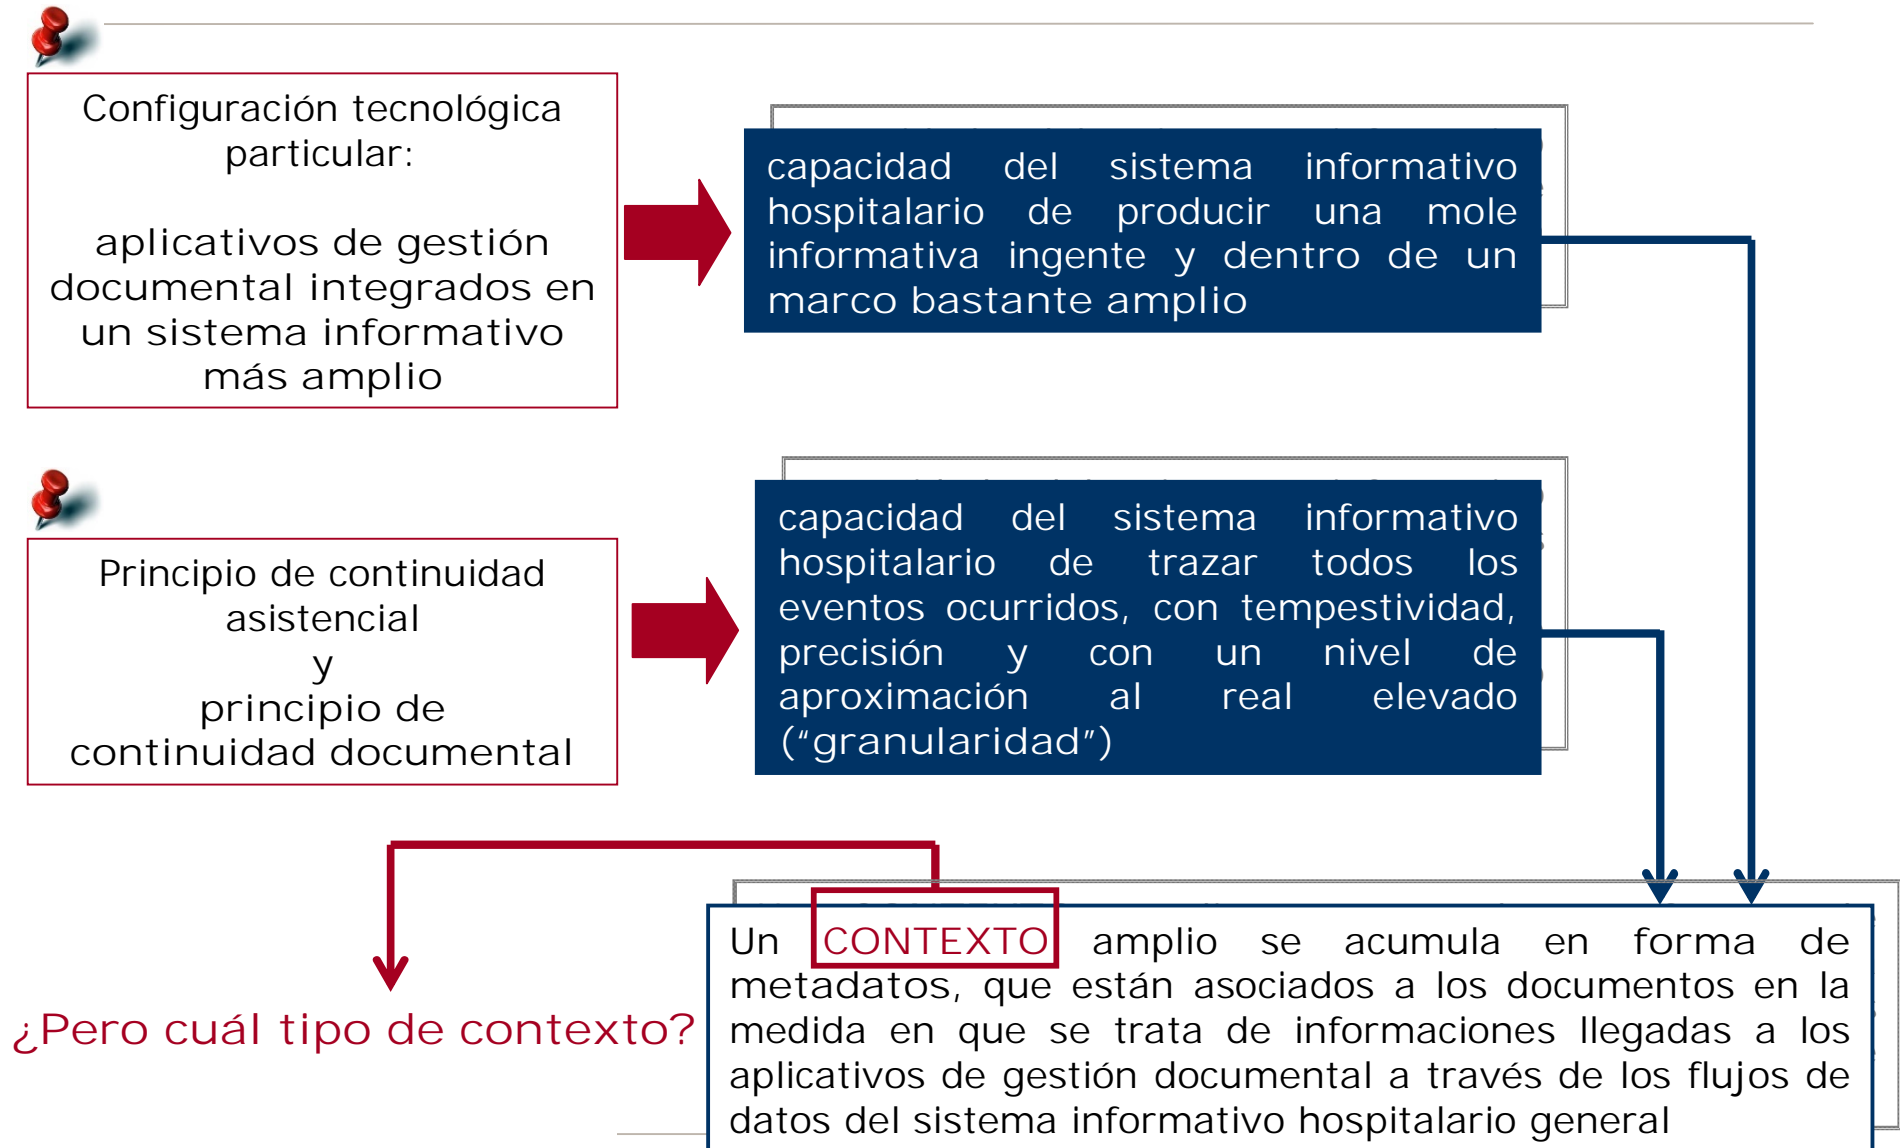 Configuración tecnológica
particular:
aplicativos de gestión
documental integrados en
un sistema informativo
más amplio
capacidad del sistema informativo
hospitalario de producir una mole
informativa ingente y dentro de un
marco bastante amplio
Principio de continuidad
asistencial
y
principio de
continuidad documental
capacidad del sistema informativo
hospitalario de trazar todos los
eventos ocurridos, con tempestividad,
precisión y con un nivel de
aproximación al real elevado
(“granularidad”)
¿Pero cuál tipo de contexto?
Un CONTEXTO amplio se acumula en forma de
metadatos, que están asociados a los documentos en la
medida en que se trata de informaciones llegadas a los
aplicativos de gestión documental a través de los flujos de
datos del sistema informativo hospitalario general